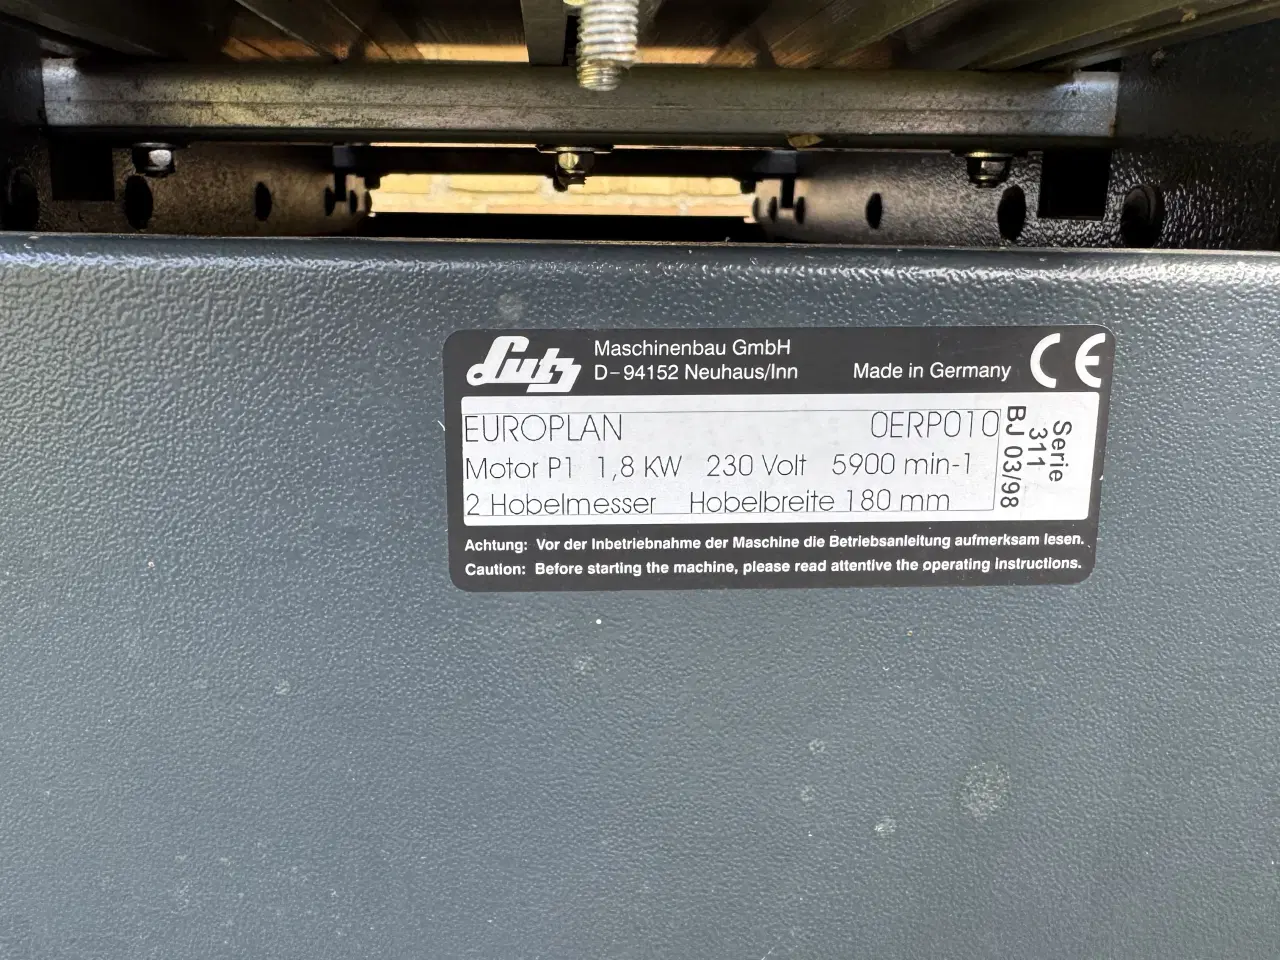 Lutz
Maschinenbau GmbH
D-94152 Neuhaus/Inn
Made in Germany
CE
EUROPLAN 0ERP010
Motor P1 1,8 KW 230 Volt 5900 min-1
2 Hobelmesser Hobelbreite 180 mm
Serie
311
BJ 03/98
Achtung: Vor der Inbetriebnahme der Maschine die Betriebsanleitung aufmerksam lesen.
Caution: Before starting the machine, please read attentive the operating instructions.